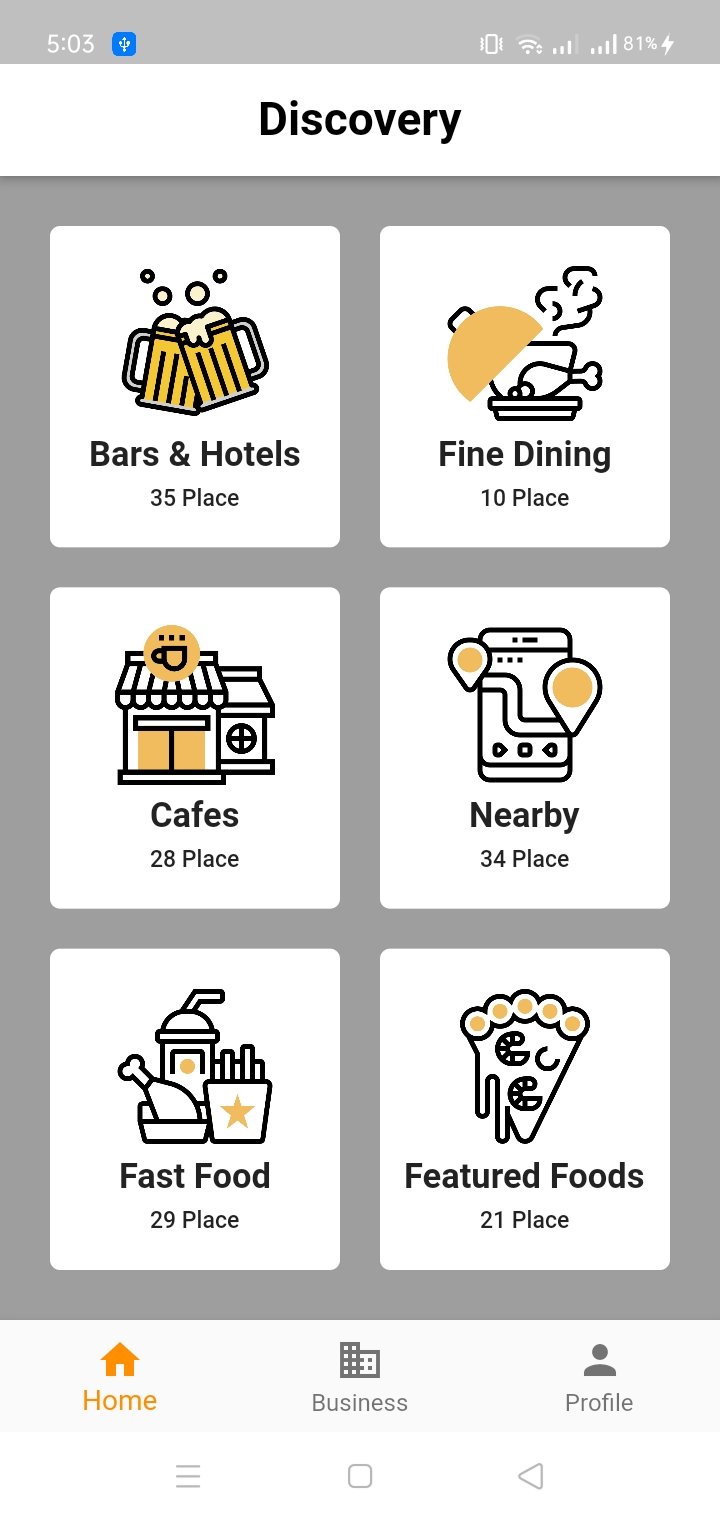 5:03
81%
Discovery
Bars & Hotels
35 Place
Fine Dining
10 Place
Cafes
28 Place
Nearby
34 Place
Fast Food
29 Place
Featured Foods
21 Place
Home
Business
Profile